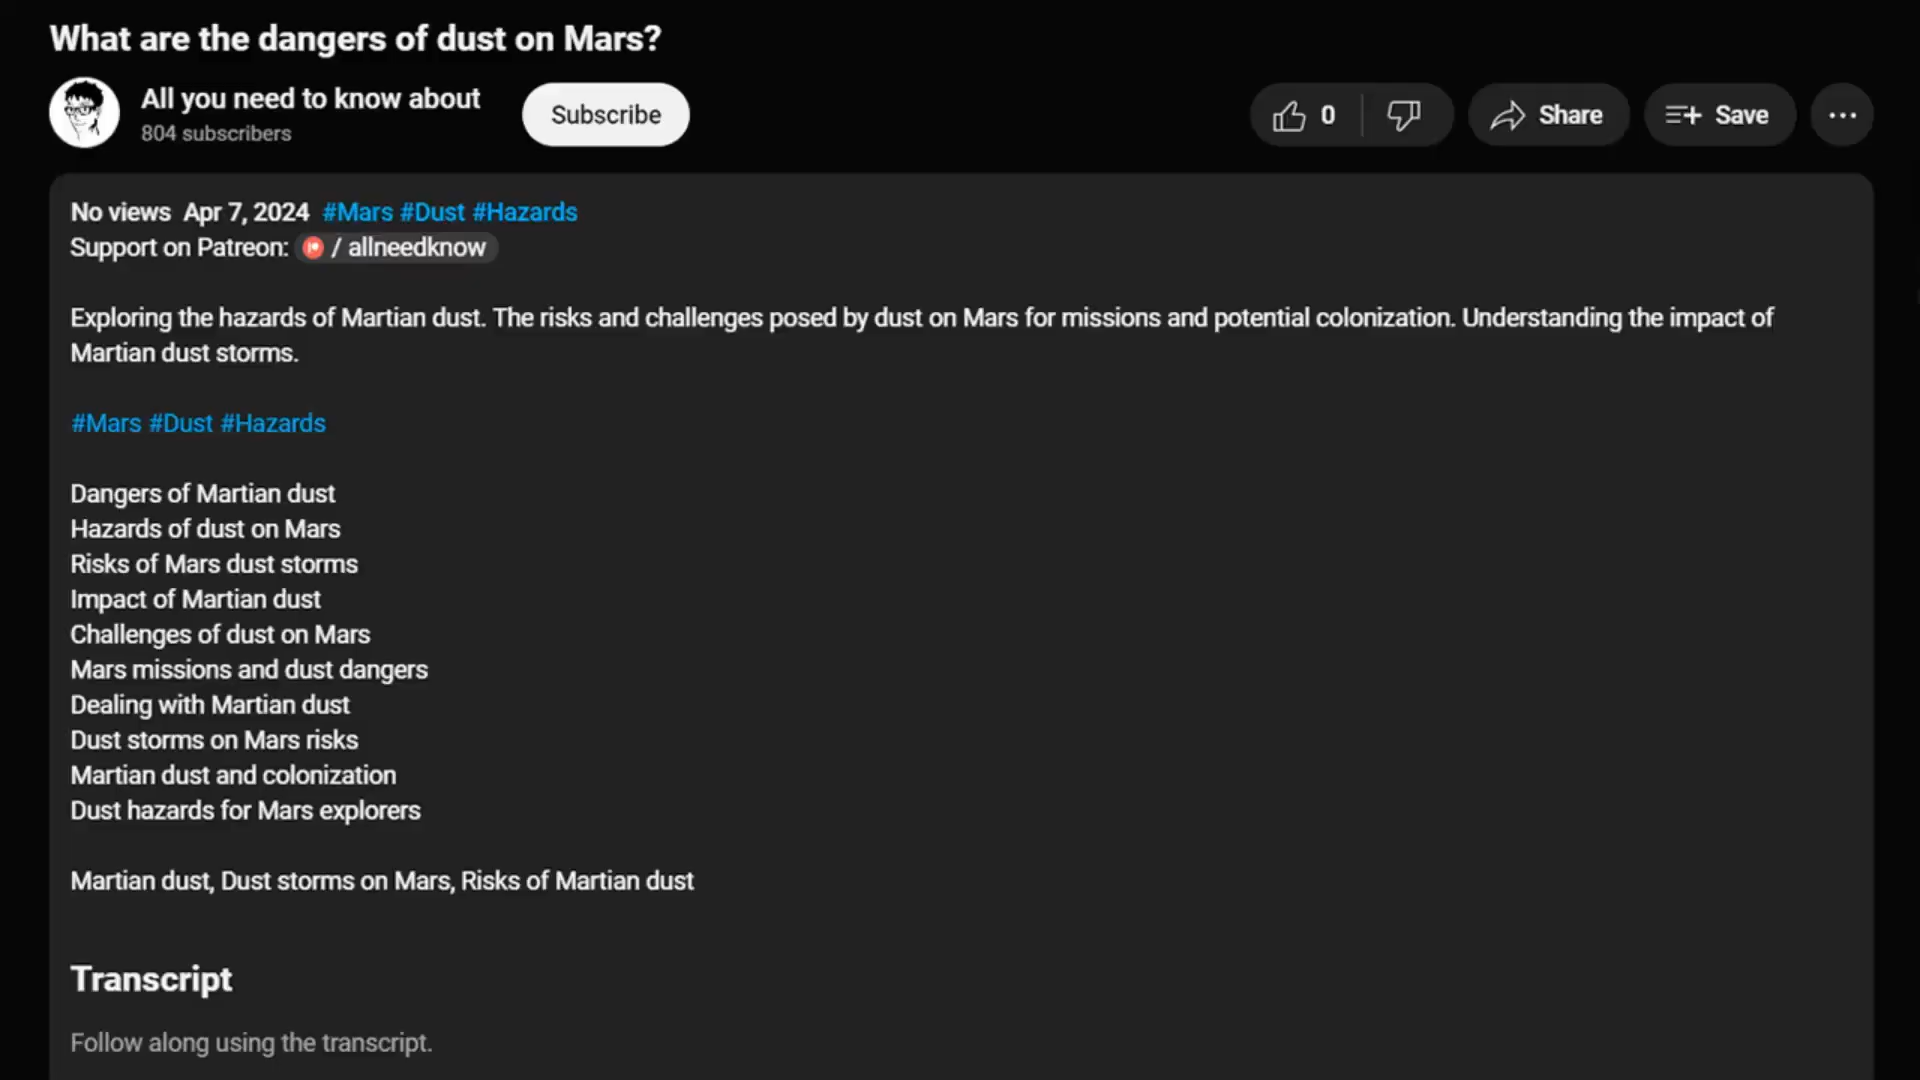 What are the dangers of dust on Mars?
All you need to know about
804 subscribers
Subscribe
0
Share
Save
No views Apr 7, 2024 #Mars #Dust #Hazards
Support on Patreon: / allneedknow
Exploring the hazards of Martian dust. The risks and challenges posed by dust on Mars for missions and potential colonization. Understanding the impact of
Martian dust storms.
#Mars #Dust #Hazards
Dangers of Martian dust
Hazards of dust on Mars
Risks of Mars dust storms
Impact of Martian dust
Challenges of dust on Mars
Mars missions and dust dangers
Dealing with Martian dust
Dust storms on Mars risks
Martian dust and colonization
Dust hazards for Mars explorers
Martian dust, Dust storms on Mars, Risks of Martian dust
Transcript
Follow along using the transcript.